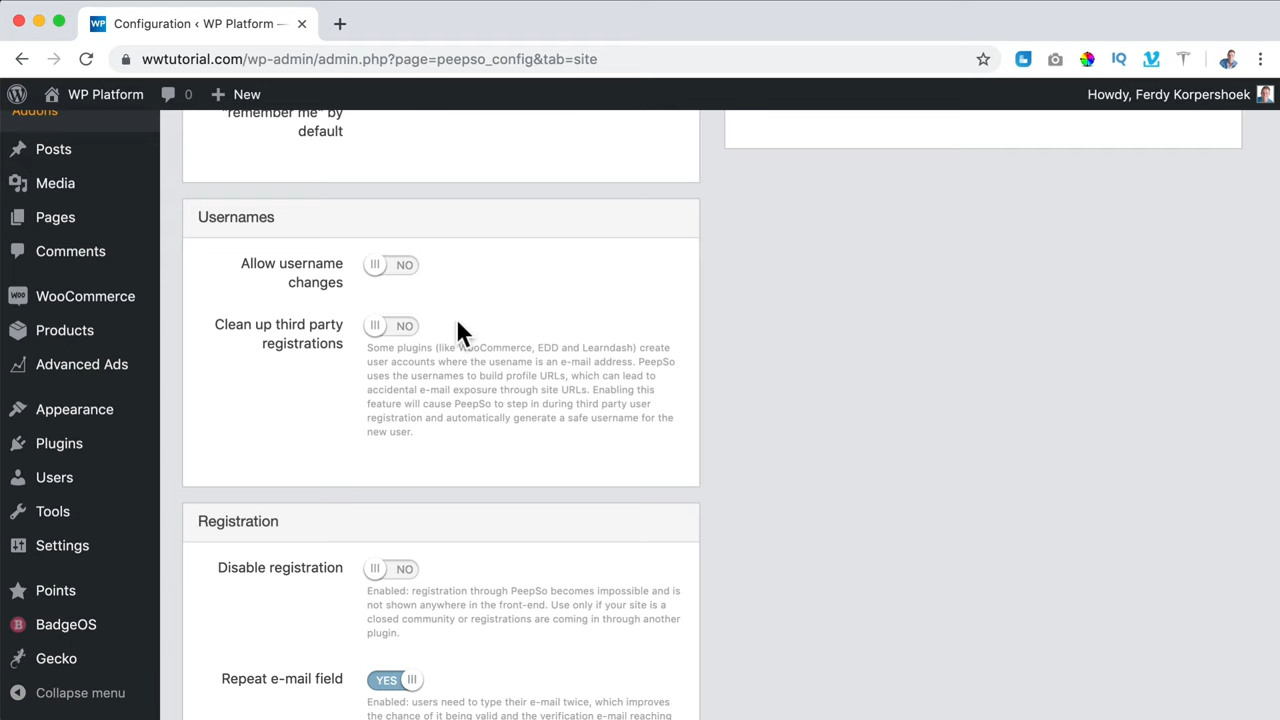 WP Configuration ‹ WP Platform —
wwtutorial.com/wp-admin/admin.php?page=peepso_config&tab=site
WP Platform 0 New Howdy, Ferdy Korpershoek
Addons
Posts
Media
Pages
Comments
WooCommerce
Products
Advanced Ads
Appearance
Plugins
Users
Tools
Settings
Points
BadgeOS
Gecko
Collapse menu
"remember me" by
default
Usernames
Allow username
changes
NO
Clean up third party
registrations
NO
Some plugins (like WooCommerce, EDD and Learndash) create
user accounts where the usename is an e-mail address. PeepSo
uses the usernames to build profile URLs, which can lead to
accidental e-mail exposure through site URLs. Enabling this
feature will cause PeepSo to step in during third party user
registration and automatically generate a safe username for the
new user.
Registration
Disable registration
NO
Enabled: registration through PeepSo becomes impossible and is
not shown anywhere in the front-end. Use only if your site is a
closed community or registrations are coming in through another
plugin.
Repeat e-mail field
YES
Enabled: users need to type their e-mail twice, which improves
the chance of it being valid and the verification e-mail reaching